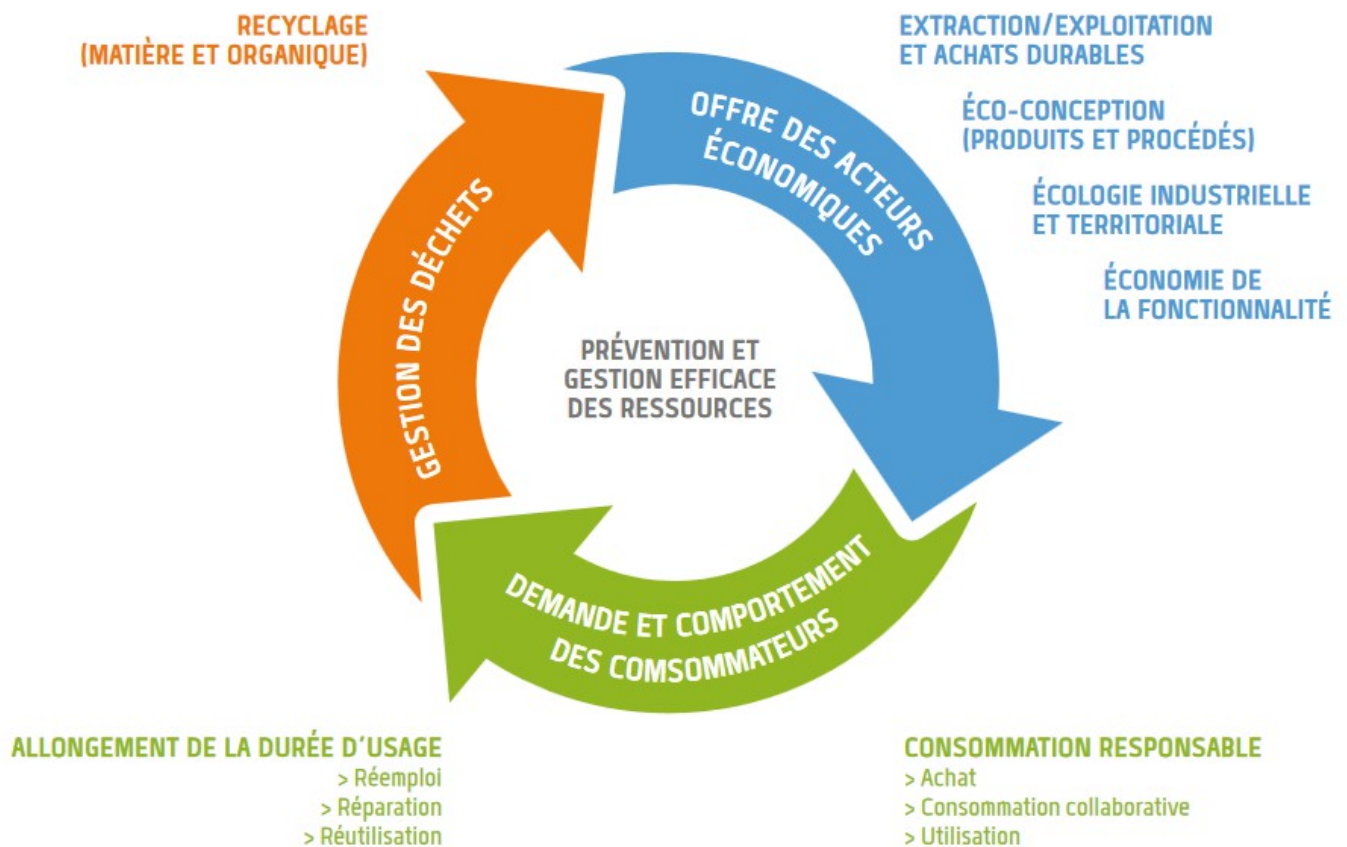 RECYCLAGE
(MATIÈRE ET ORGANIQUE)
EXTRACTION/EXPLOITATION
ET ACHATS DURABLES
ÉCO-CONCEPTION
(PRODUITS ET PROCÉDÉS)
ÉCOLOGIE INDUSTRIELLE
ET TERRITORIALE
ÉCONOMIE DE
LA FONCTIONNALITÉ
OFFRE DES ACTEURS
ÉCONOMIQUES
GESTION DES DÉCHETS
PRÉVENTION ET
GESTION EFFICACE
DES RESSOURCES
DEMANDE ET COMPORTEMENT
DES COMSOMMATEURS
ALLONGEMENT DE LA DURÉE D'USAGE
> Réemploi
> Réparation
> Réutilisation
CONSOMMATION RESPONSABLE
> Achat
> Consommation collaborative
> Utilisation